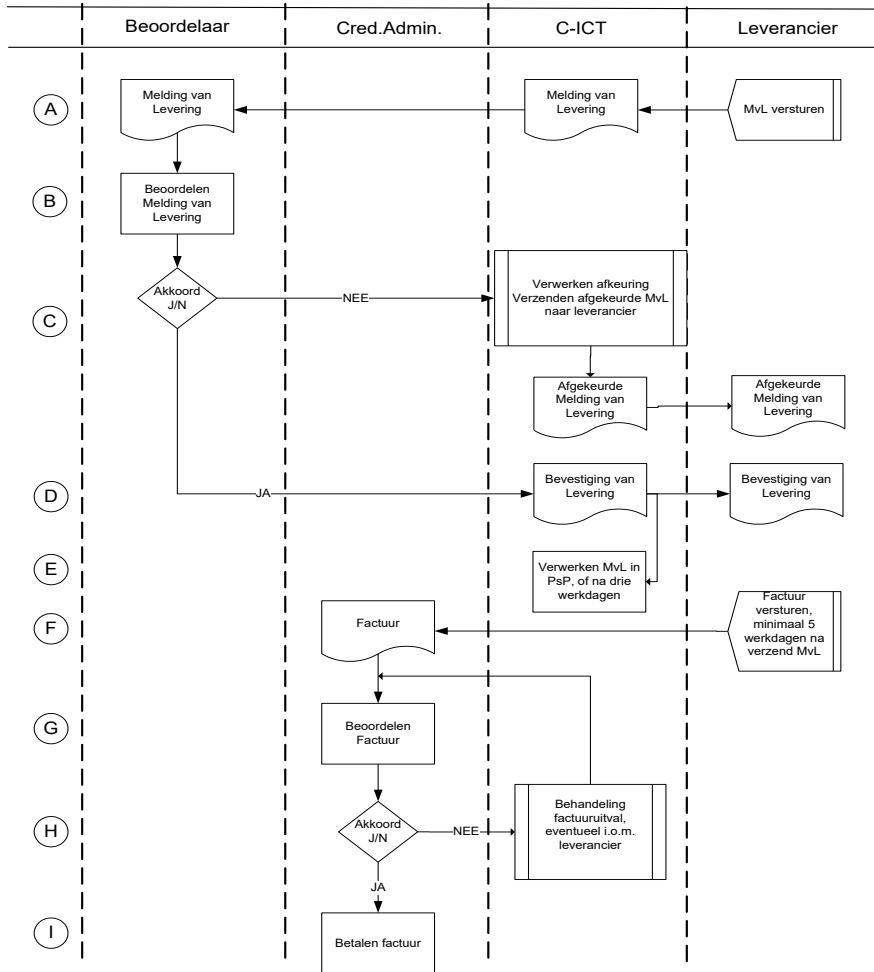 Beoordelaar
Cred.Admin.
C-ICT
Leverancier
A
Melding van
Levering
Melding van
Levering
MvL versturen
B
Beoordelen
Melding van
Levering
C
Akkoord
J/N
NEE
Verwerken afkeuring
Verzenden afgekeurde MvL
naar leverancier
Afgekeurde
Melding van
Levering
Afgekeurde
Melding van
Levering
D
JA
Bevestiging van
Levering
Bevestiging van
Levering
E
Verwerken MvL in
PsP, of na drie
werkdagen
F
Factuur
Factuur
versturen,
minimaal 5
werkdagen na
verzend MvL
G
Beoordelen
Factuur
H
Akkoord
J/N
NEE
Behandeling
factuuruitval,
eventueel i.o.m.
leverancier
JA
I
Betalen factuur